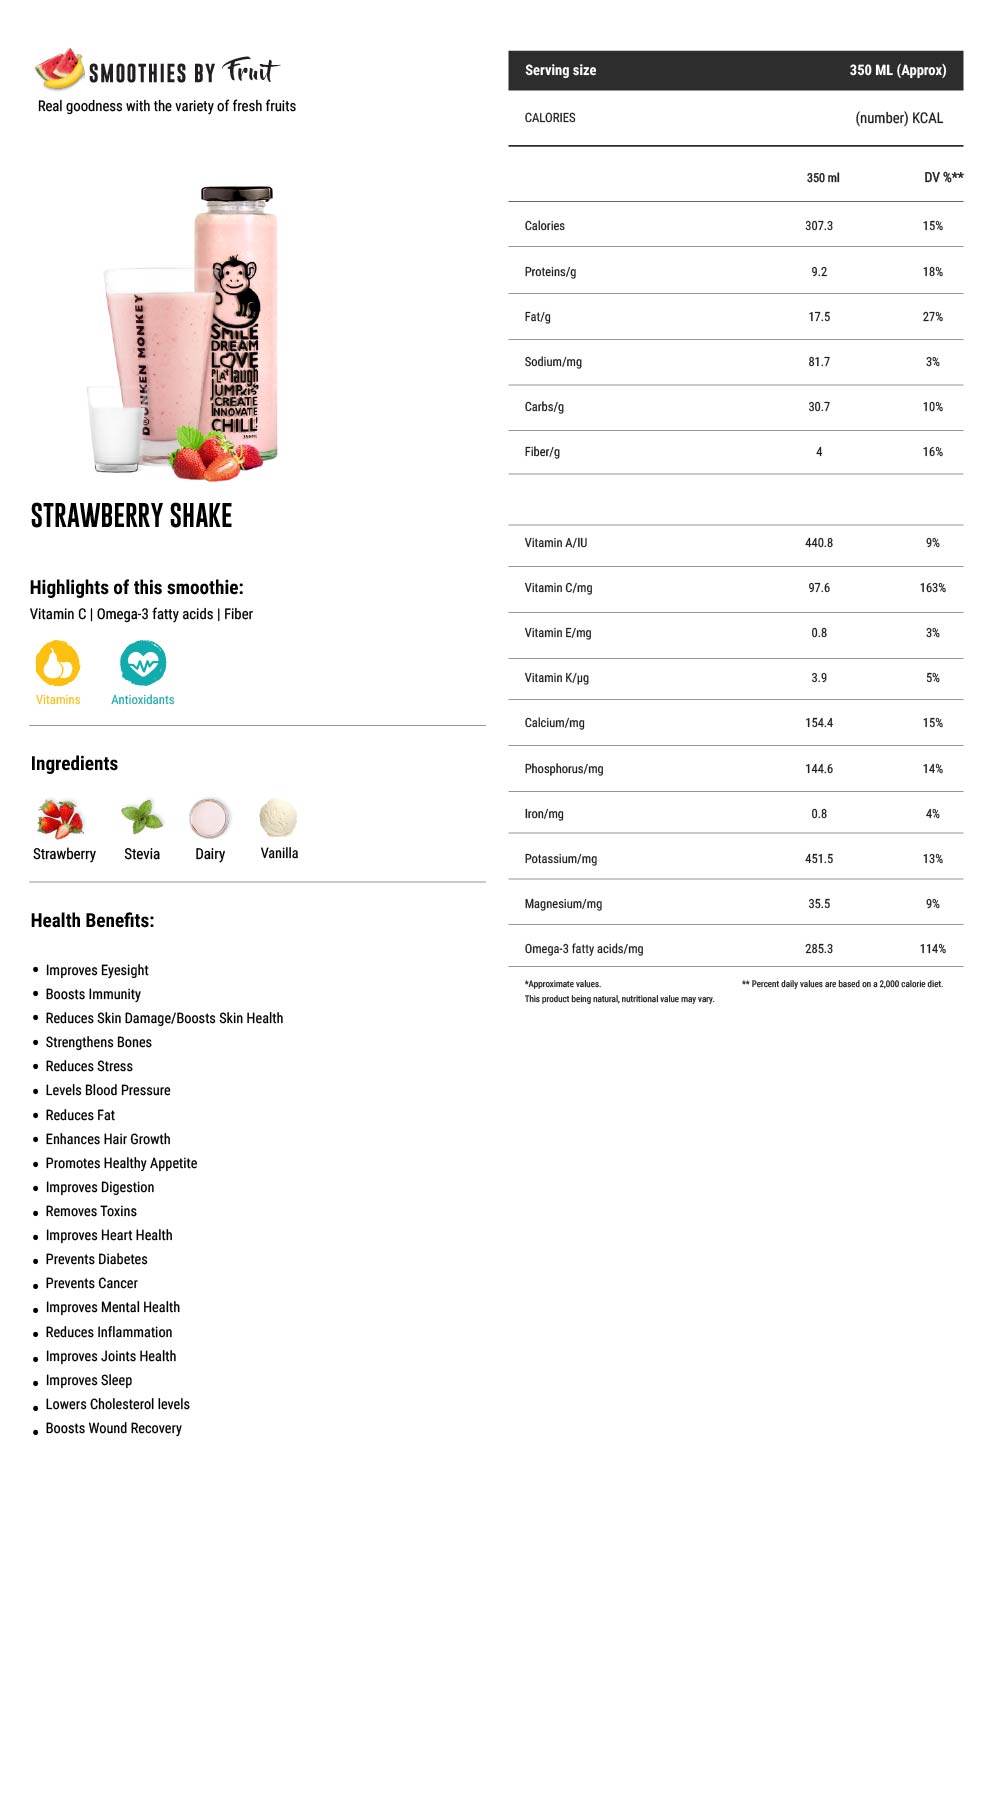 SMOOTHIES BY Fruit
Real goodness with the variety of fresh fruits
DRUNKEN MONKEY
SMILE
DREAM
LOVE
PLAY laugh
JUMP KISS
CREATE
INNOVATE
CHILL!
STRAWBERRY SHAKE
Highlights of this smoothie:
Vitamin C | Omega-3 fatty acids | Fiber
Vitamins Antioxidants
Ingredients
Strawberry Stevia Dairy Vanilla
Health Benefits:
• Improves Eyesight
• Boosts Immunity
• Reduces Skin Damage/Boosts Skin Health
• Strengthens Bones
• Reduces Stress
• Levels Blood Pressure
• Reduces Fat
• Enhances Hair Growth
• Promotes Healthy Appetite
• Improves Digestion
• Removes Toxins
• Improves Heart Health
• Prevents Diabetes
• Prevents Cancer
• Improves Mental Health
• Reduces Inflammation
• Improves Joints Health
• Improves Sleep
• Lowers Cholesterol levels
• Boosts Wound Recovery
Serving size 350 ML (Approx)
CALORIES (number) KCAL
350 ml DV %**
Calories 307.3 15%
Proteins/g 9.2 18%
Fat/g 17.5 27%
Sodium/mg 81.7 3%
Carbs/g 30.7 10%
Fiber/g 4 16%
Vitamin A/IU 440.8 9%
Vitamin C/mg 97.6 163%
Vitamin E/mg 0.8 3%
Vitamin K/μg 3.9 5%
Calcium/mg 154.4 15%
Phosphorus/mg 144.6 14%
Iron/mg 0.8 4%
Potassium/mg 451.5 13%
Magnesium/mg 35.5 9%
Omega-3 fatty acids/mg 285.3 114%
*Approximate values. ** Percent daily values are based on a 2,000 calorie diet.
This product being natural, nutritional value may vary.